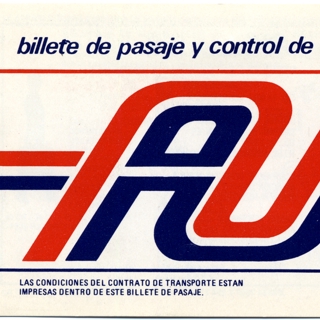 billete de pasaje y control de
AU
LAS CONDICIONES DEL CONTRATO DE TRANSPORTE ESTAN
IMPRESAS DENTRO DE ESTE BILLETE DE PASAJE.